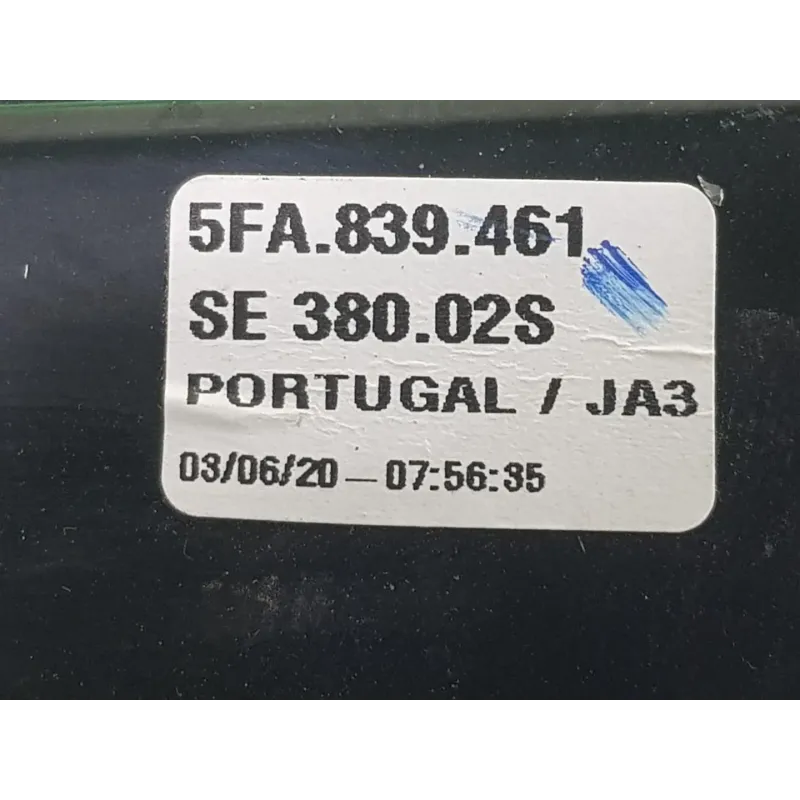 5FA.839.461
SE 380.02S
PORTUGAL / JA3
03/06/20 – 07:56:35